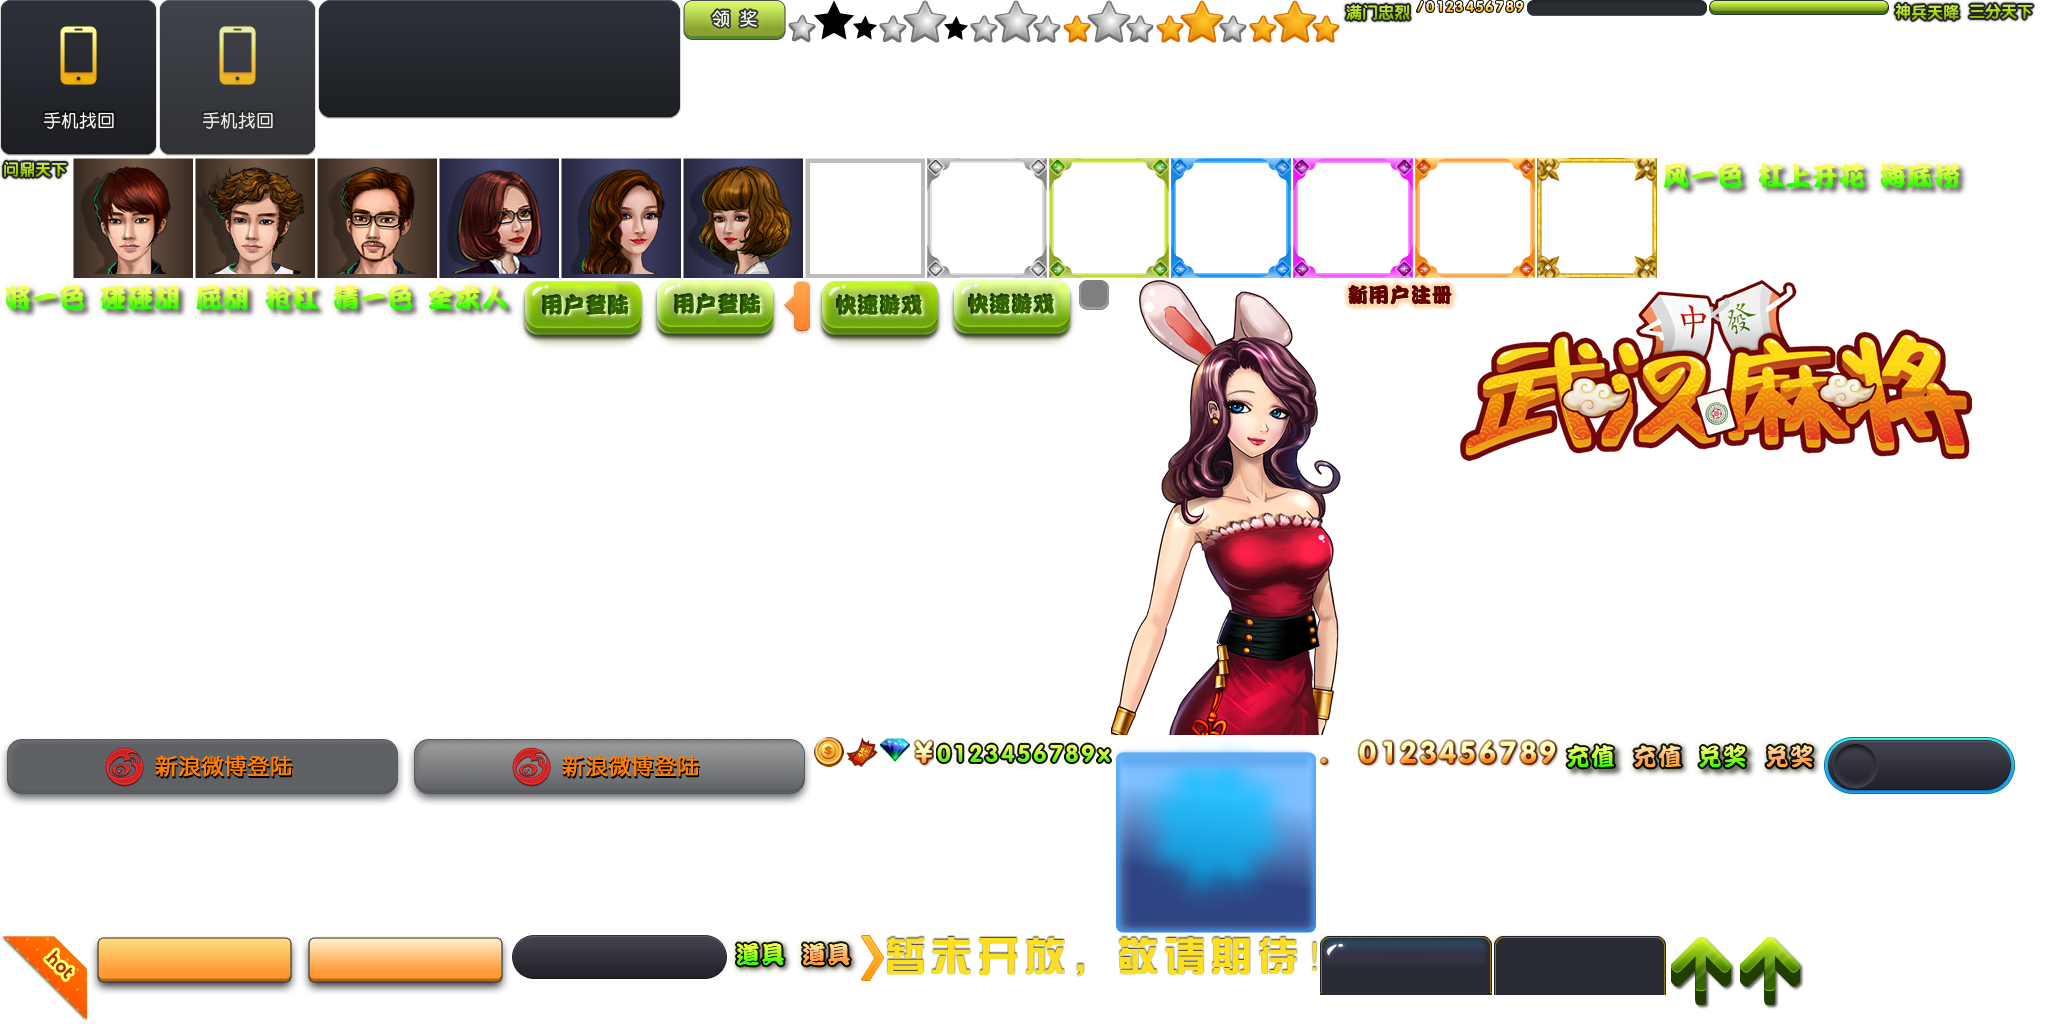 手机找回
手机找回
领奖
满门忠烈
/0123456789
神兵天降
三分天下
问鼎天下
风一色
杠上开花
海底捞
将一色
碰碰胡
屁胡
抢杠
清一色
全求人
用户登陆
用户登陆
快速游戏
快速游戏
新用户注册
中
發
武汉麻将
新浪微博登陆
新浪微博登陆
¥0123456789x
.
0123456789
充值
充值
兑奖
兑奖
hot
道具
道具
暂未开放，敬请期待！